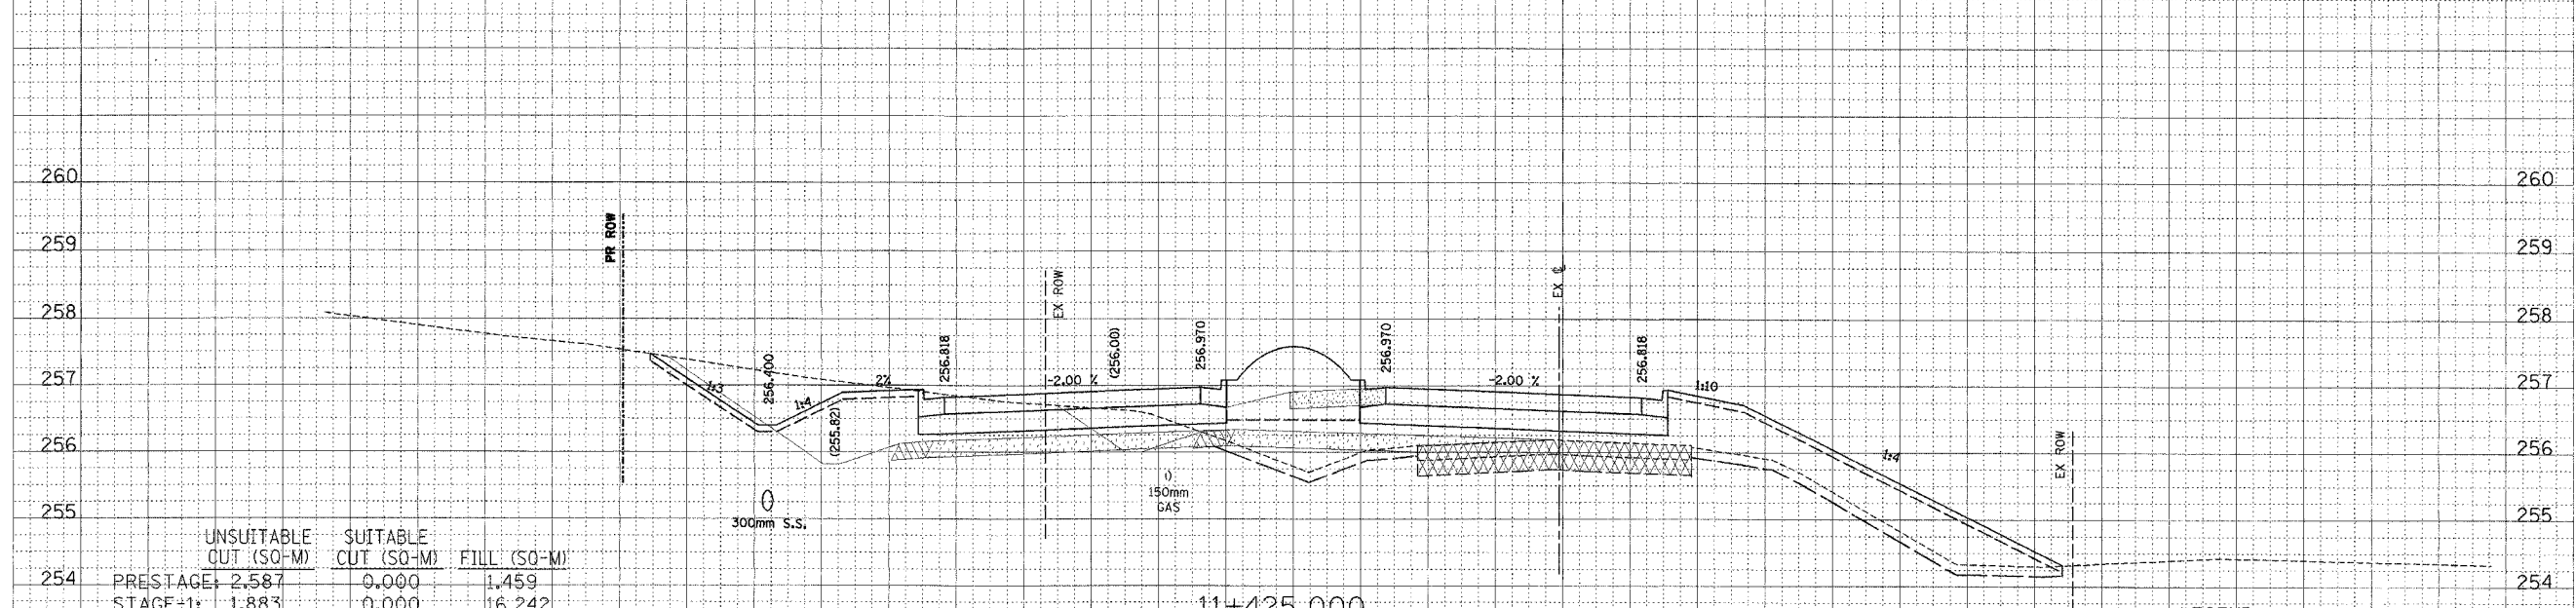 260 260
259 PR ROW 259
EX ROW EX ℄
258 258
256.400 256.818 (256.00) 256.970 256.970 256.818
257 1:3 1:4 2% -2.00 % -2.00 % 1:10 257
(255.82)
256 1:4 EX ROW 256
150mm
GAS
255 300mm S.S. 255
UNSUITABLE SUITABLE
CUT (SQ-M) CUT (SQ-M) FILL (SQ-M)
254 PRESTAGE: 2.587 0.000 1.459 254
STAGE-1: 1.883 0.000 16.242 11+425.000